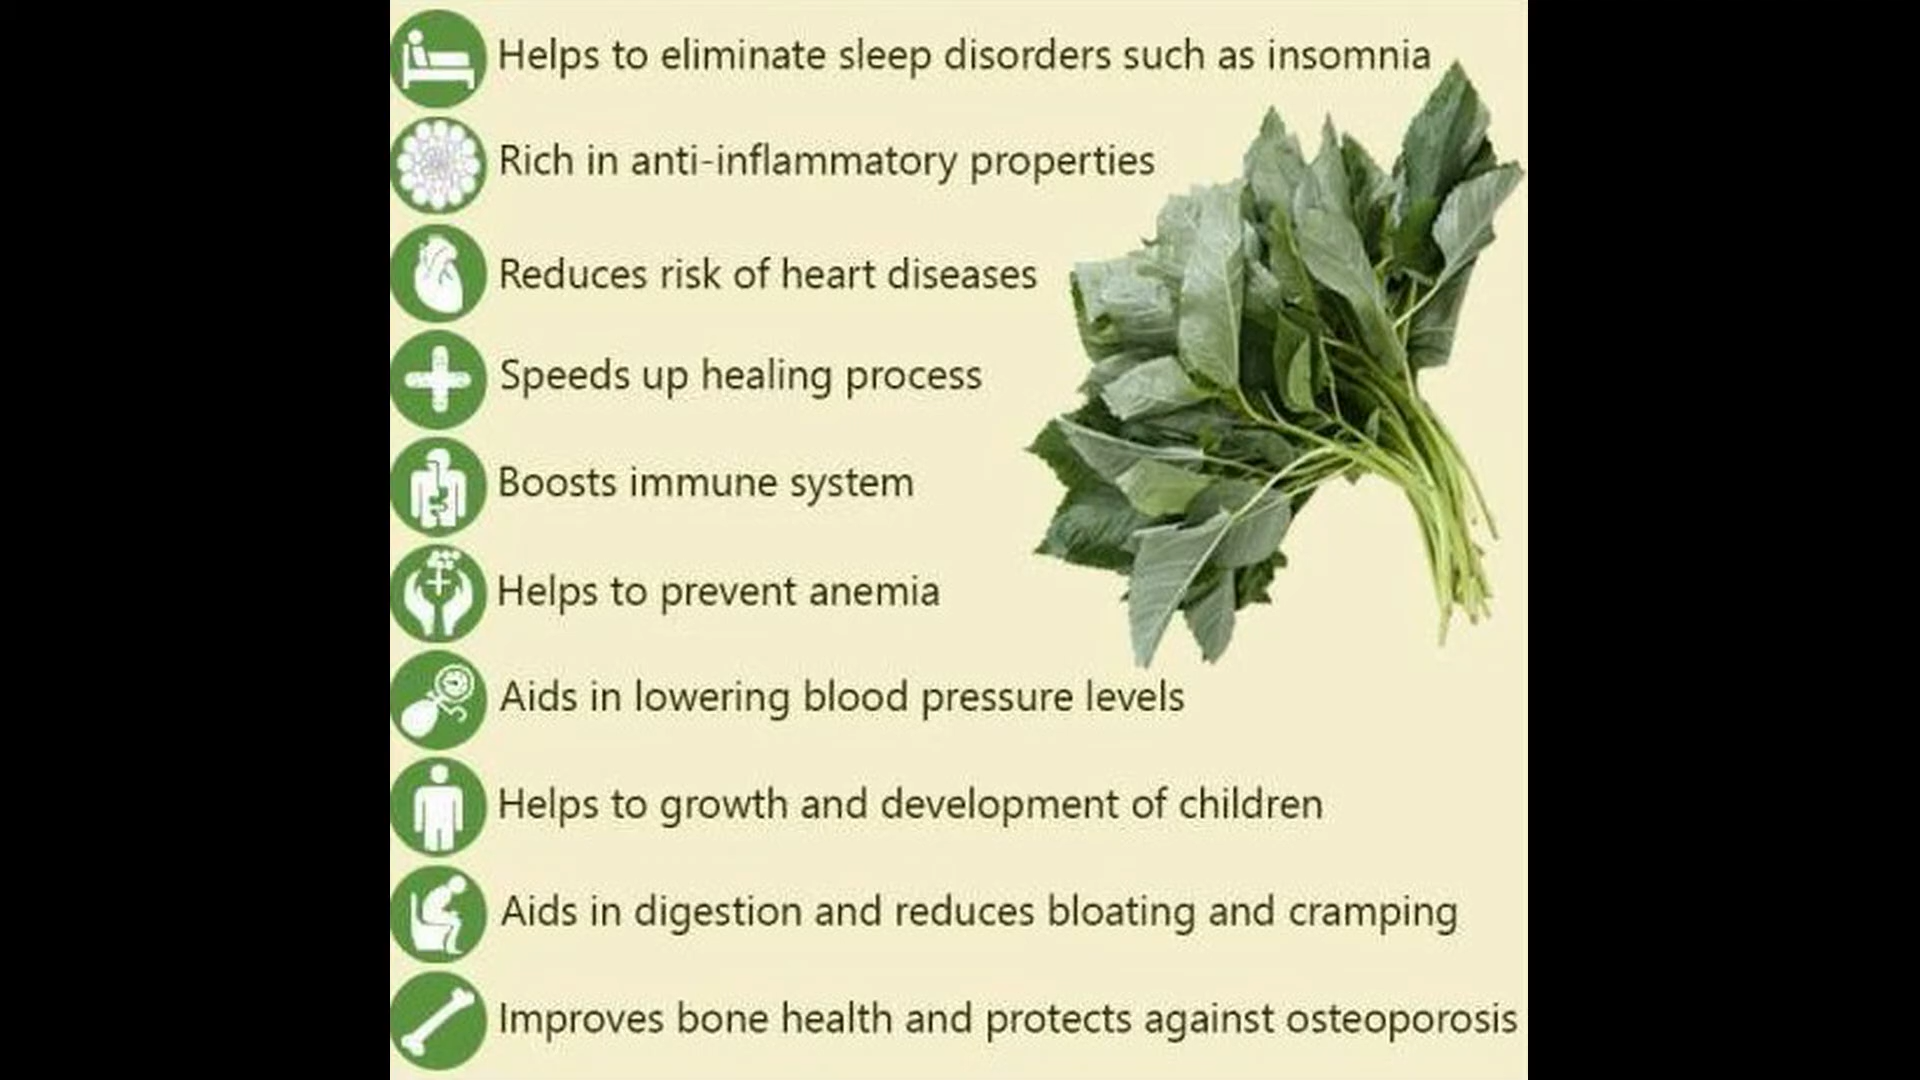 Helps to eliminate sleep disorders such as insomnia
Rich in anti-inflammatory properties
Reduces risk of heart diseases
Speeds up healing process
Boosts immune system
Helps to prevent anemia
Aids in lowering blood pressure levels
Helps to growth and development of children
Aids in digestion and reduces bloating and cramping
Improves bone health and protects against osteoporosis